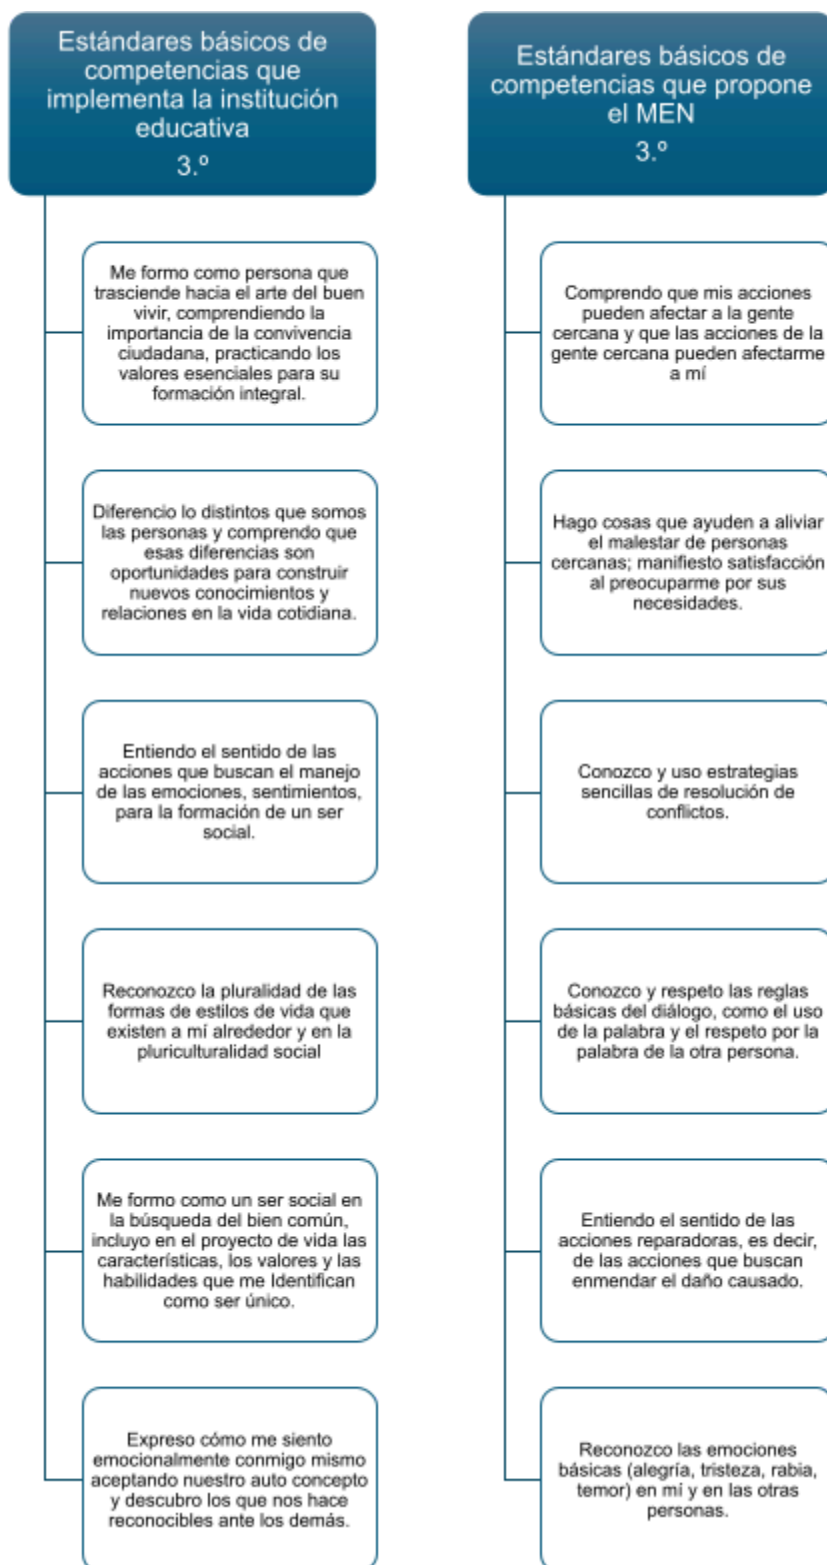 Estándares básicos de
competencias que
implementa la institución
educativa
3.º
Me formo como persona que
trasciende hacia el arte del buen
vivir, comprendiendo la
importancia de la convivencia
ciudadana, practicando los
valores esenciales para su
formación integral.
Diferencio lo distintos que somos
las personas y comprendo que
esas diferencias son
oportunidades para construir
nuevos conocimientos y
relaciones en la vida cotidiana.
Entiendo el sentido de las
acciones que buscan el manejo
de las emociones, sentimientos,
para la formación de un ser
social.
Reconozco la pluralidad de las
formas de estilos de vida que
existen a mí alrededor y en la
pluriculturalidad social
Me formo como un ser social en
la búsqueda del bien común,
incluyo en el proyecto de vida las
características, los valores y las
habilidades que me Identifican
como ser único.
Expreso cómo me siento
emocionalmente conmigo mismo
aceptando nuestro auto concepto
y descubro los que nos hace
reconocibles ante los demás.
Estándares básicos de
competencias que propone
el MEN
3.º
Comprendo que mis acciones
pueden afectar a la gente
cercana y que las acciones de la
gente cercana pueden afectarme
a mí
Hago cosas que ayuden a aliviar
el malestar de personas
cercanas; manifiesto satisfacción
al preocuparme por sus
necesidades.
Conozco y uso estrategias
sencillas de resolución de
conflictos.
Conozco y respeto las reglas
básicas del diálogo, como el uso
de la palabra y el respeto por la
palabra de la otra persona.
Entiendo el sentido de las
acciones reparadoras, es decir,
de las acciones que buscan
enmendar el daño causado.
Reconozco las emociones
básicas (alegría, tristeza, rabia,
temor) en mí y en las otras
personas.